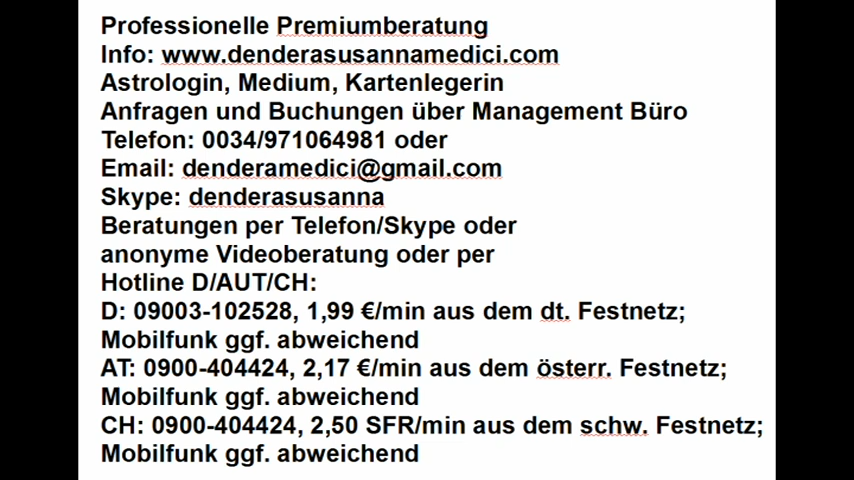 Professionelle Premiumberatung
Info: www.denderasusannamedici.com
Astrologin, Medium, Kartenlegerin
Anfragen und Buchungen über Management Büro
Telefon: 0034/971064981 oder
Email: denderamedici@gmail.com
Skype: denderasusanna
Beratungen per Telefon/Skype oder
anonyme Videoberatung oder per
Hotline D/AUT/CH:
D: 09003-102528, 1,99 €/min aus dem dt. Festnetz;
Mobilfunk ggf. abweichend
AT: 0900-404424, 2,17 €/min aus dem österr. Festnetz;
Mobilfunk ggf. abweichend
CH: 0900-404424, 2,50 SFR/min aus dem schw. Festnetz;
Mobilfunk ggf. abweichend